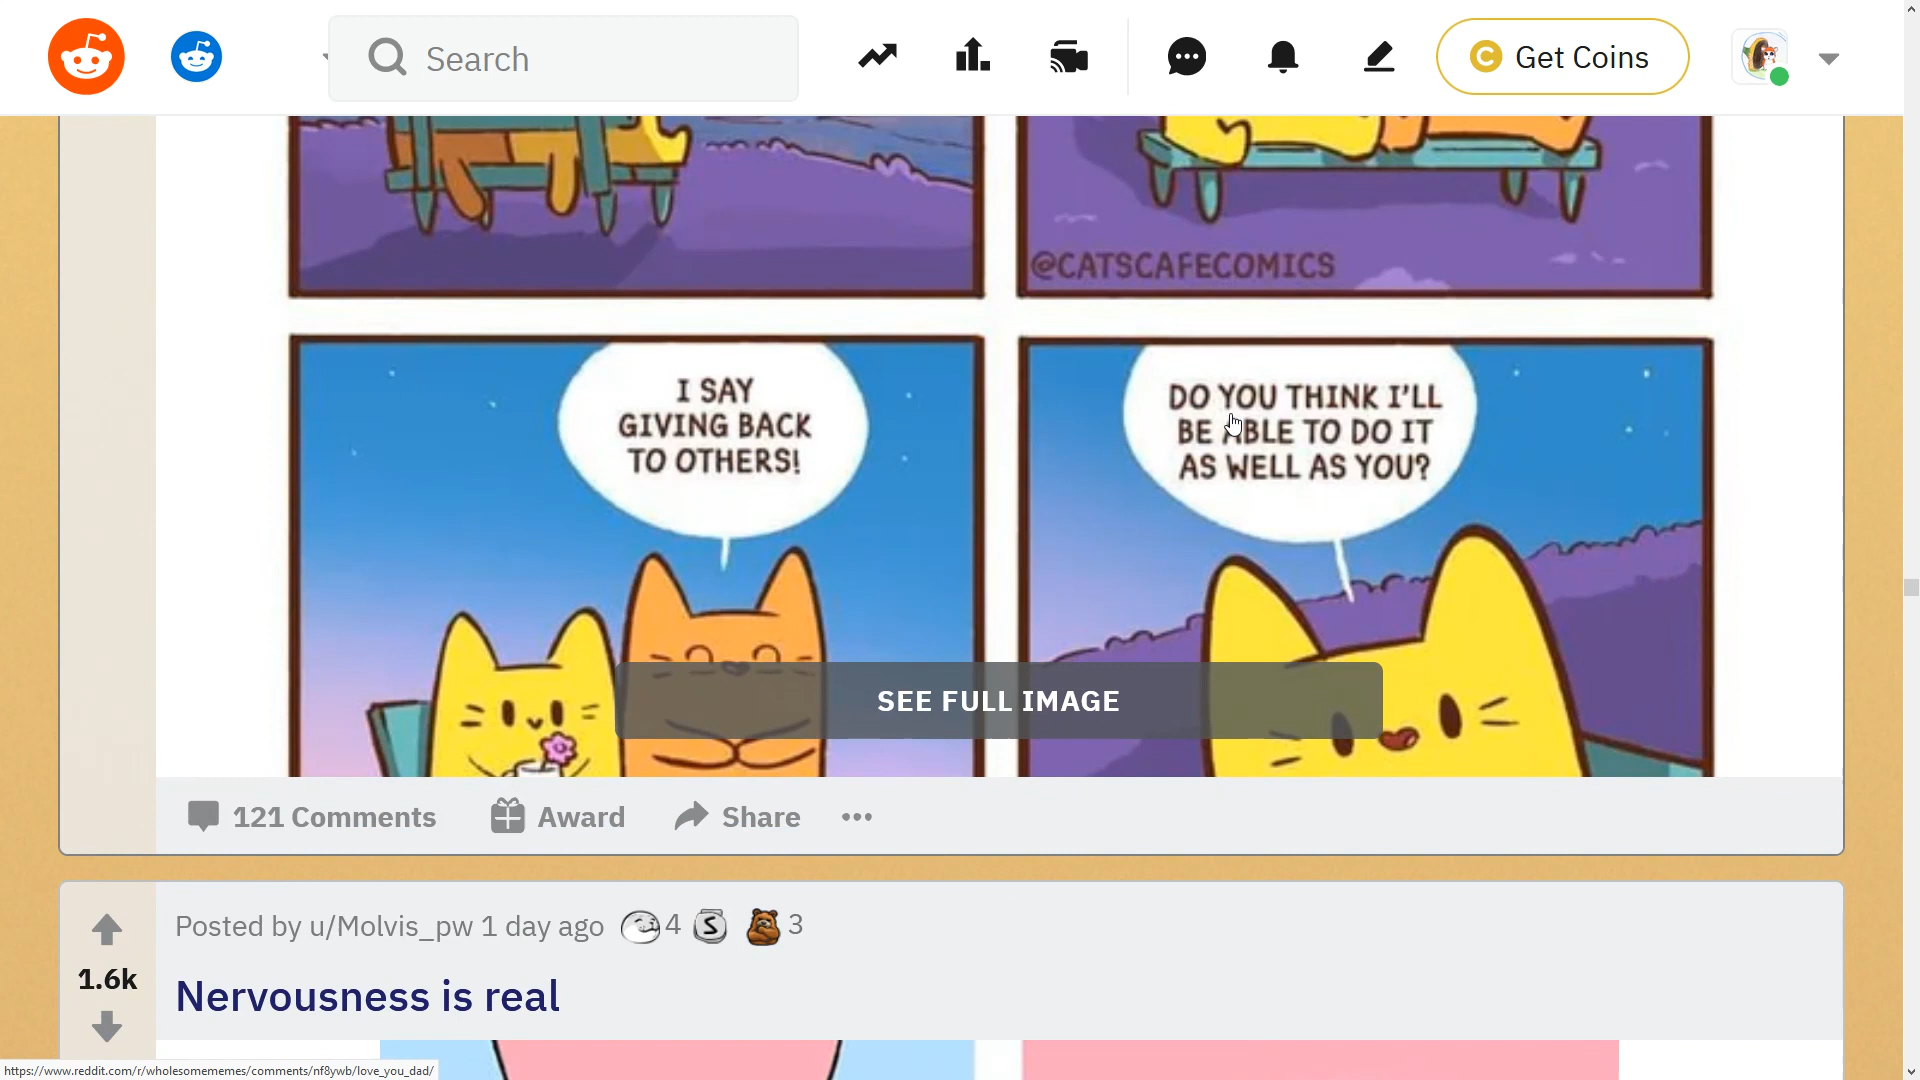 Search
C Get Coins
@CATSCAFECOMICS
I SAY
GIVING BACK
TO OTHERS!
DO YOU THINK I'LL
BE ABLE TO DO IT
AS WELL AS YOU?
SEE FULL IMAGE
121 Comments Award Share
Posted by u/Molvis_pw 1 day ago 4 S 3
1.6k
Nervousness is real
https://www.reddit.com/r/wholesomememes/comments/nf8ywb/love_you_dad/